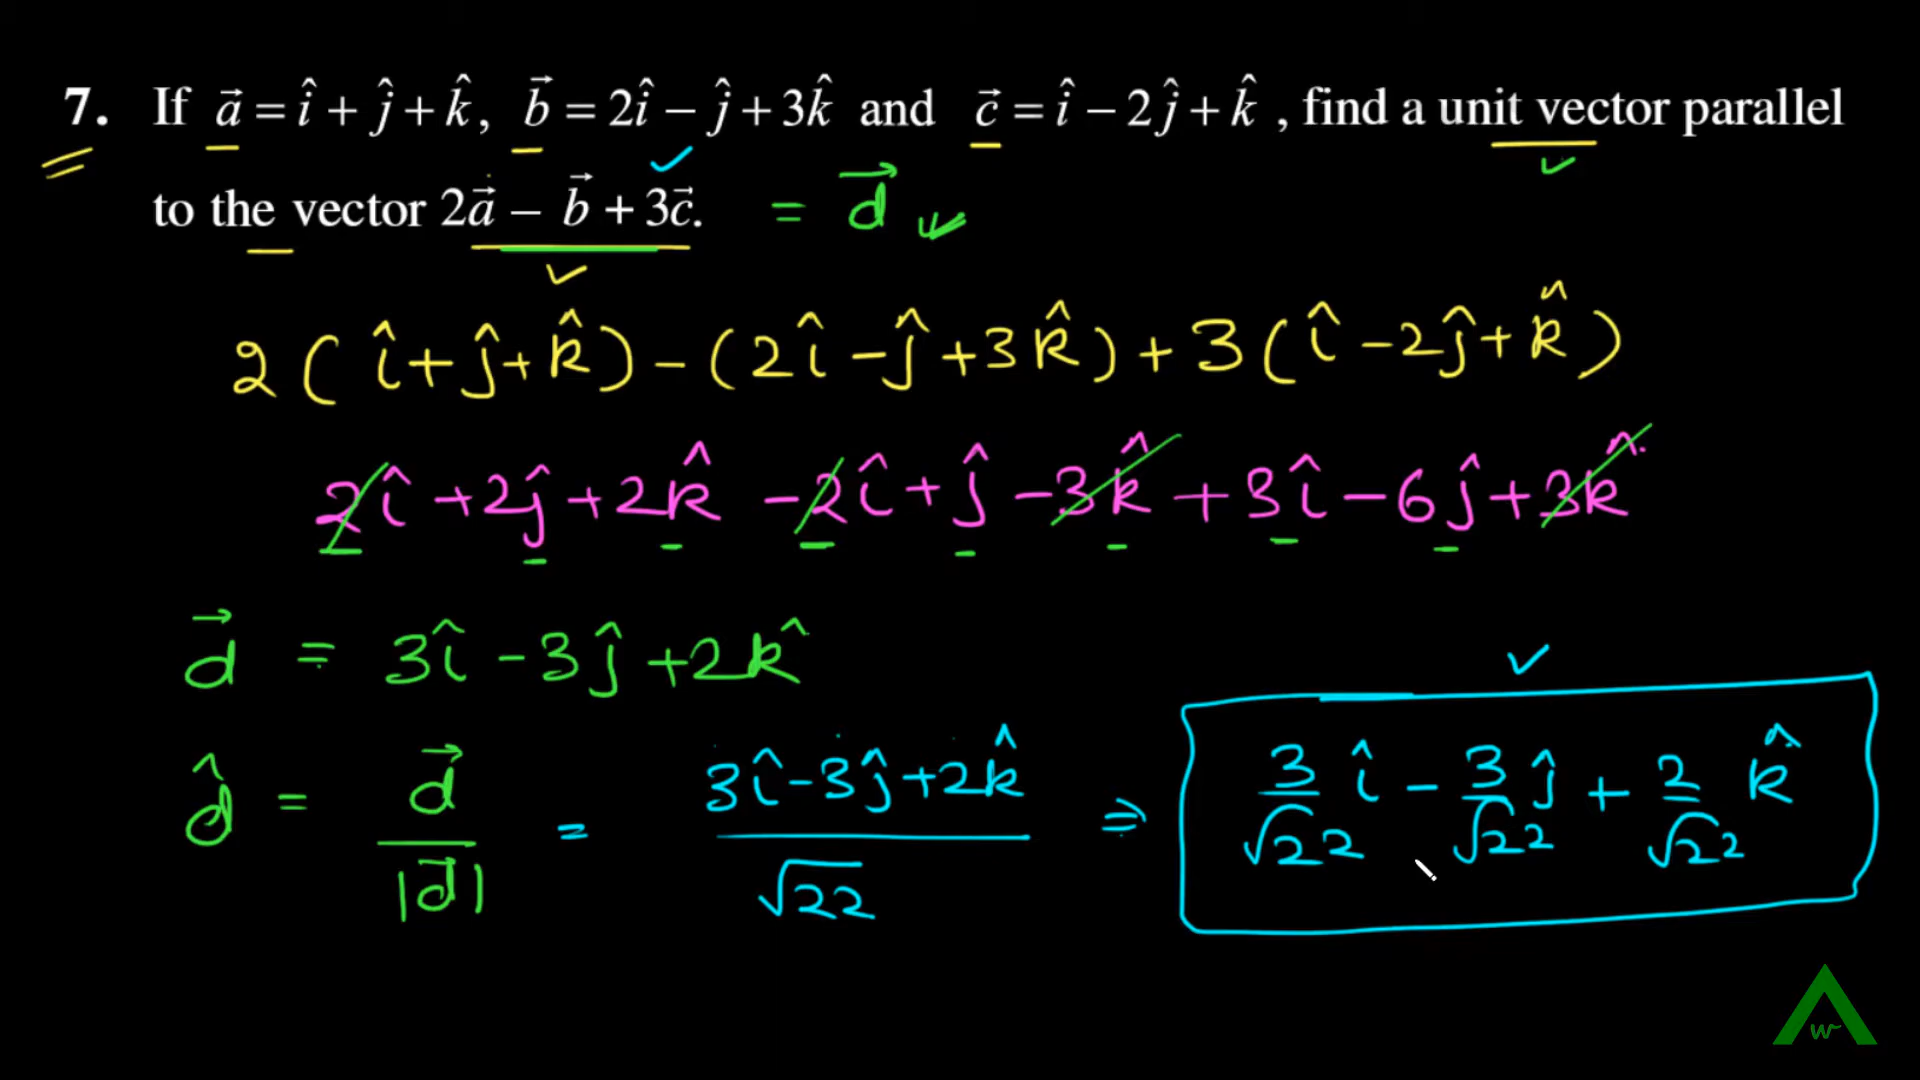 7. If a⃗ = î + ĵ + k̂, b⃗ = 2î − ĵ + 3k̂ and c⃗ = î − 2ĵ + k̂, find a unit vector parallel
to the vector 2a⃗ − b⃗ + 3c⃗. = d⃗
2(î+ĵ+k̂) − (2î−ĵ+3k̂) + 3(î−2ĵ+k̂)
2î+2ĵ+2k̂ −2î+ĵ−3k̂+3î−6ĵ+3k̂
d⃗ = 3î−3ĵ+2k̂
d̂ = d⃗/|d⃗| = (3î−3ĵ+2k̂)/√22 ⇒ 3/√22 î − 3/√22 ĵ + 2/√22 k̂
W